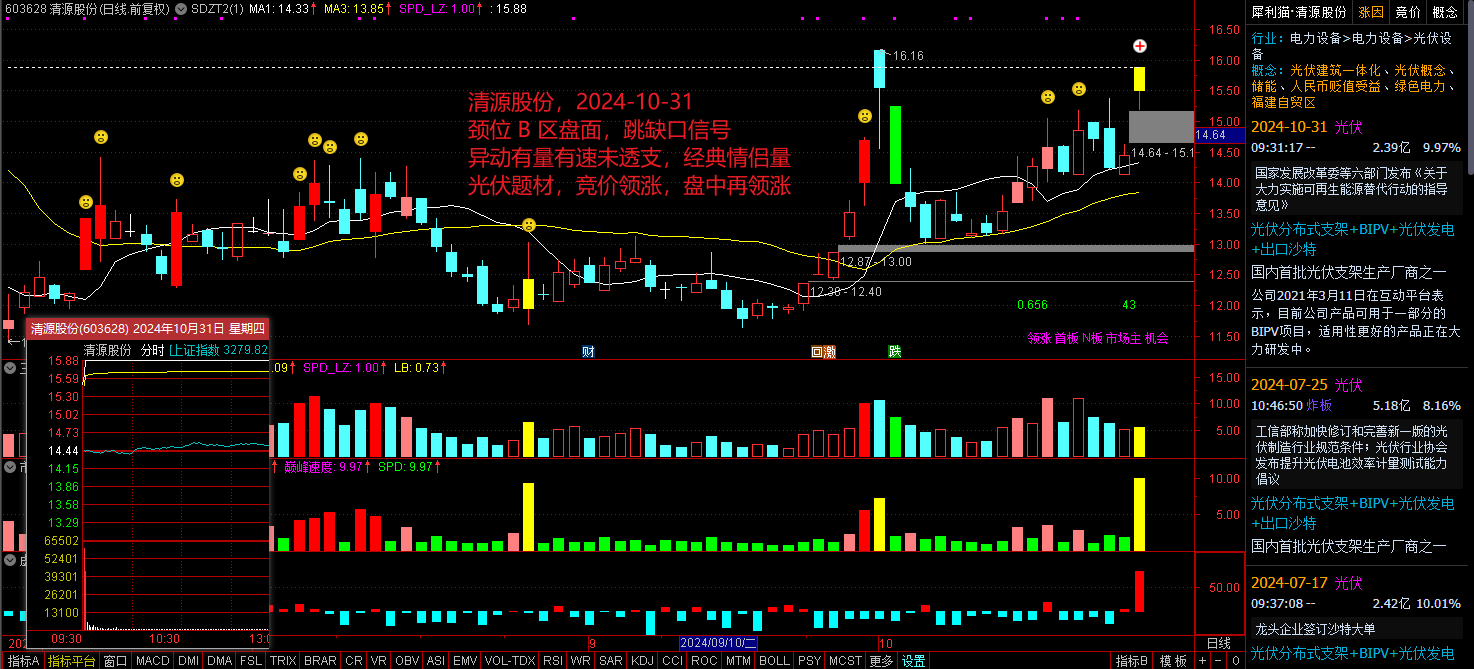 603628 清源股份(日线.前复权) SDZT2(1) MA1: 14.33↑ MA3: 13.85↑ SPD_LZ: 1.00↑ : 15.88
清源股份，2024-10-31
颈位 B 区盘面，跳缺口信号
异动有量有速未透支，经典情侣量
光伏题材，竞价领涨，盘中再领涨
16.16
14.64 - 15.1
12.87 - 13.00
12.38 - 12.40
0.656 43
领涨 首板 N板 市场主 机会
财 回激 跌
16.50
16.00
15.50
15.00
14.64
14.50
14.00
13.50
13.00
12.50
12.00
11.50
清源股份(603628) 2024年10月31日 星期四
清源股份 分时 上证指数 3279.82
15.88
15.59
15.30
15.02
14.73
14.44
14.15
13.86
13.58
13.29
65502
52401
39301
26201
13100
09:30 10:30 13:0
.09↑ SPD_LZ: 1.00↑ LB: 0.73↑
15.00
10.00
5.00
巅峰速度: 9.97↑ SPD: 9.97↑
10.00
5.00
50.00
9 2024/09/10/二 10 日线
指标A 指标平台 窗口 MACD DMI DMA FSL TRIX BRAR CR VR OBV ASI EMV VOL-TDX RSI WR SAR KDJ CCI ROC MTM BOLL PSY MCST 更多 设置 指标B 模板 + - 0
犀利猫·清源股份 涨因 竞价 概念
行业：电力设备>电力设备>光伏设
备
概念：光伏建筑一体化、光伏概念、
储能、人民币贬值受益、绿色电力、
福建自贸区
2024-10-31 光伏
09:31:17 -- 2.39亿 9.97%
国家发展改革委等六部门发布《关于
大力实施可再生能源替代行动的指导
意见》
光伏分布式支架+BIPV+光伏发电
+出口沙特
国内首批光伏支架生产厂商之一
公司2021年3月11日在互动平台表
示，目前公司产品可用于一部分的
BIPV项目，适用性更好的产品正在大
力研发中。
2024-07-25 光伏
10:46:50 炸板 5.18亿 8.16%
工信部称加快修订和完善新一版的光
伏制造行业规范条件；光伏行业协会
发布提升光伏电池效率计量测试能力
倡议
光伏分布式支架+BIPV+光伏发电
+出口沙特
国内首批光伏支架生产厂商之一
2024-07-17 光伏
09:37:08 -- 2.42亿 10.01%
龙头企业签订沙特大单
光伏分布式支架+BIPV+光伏发电